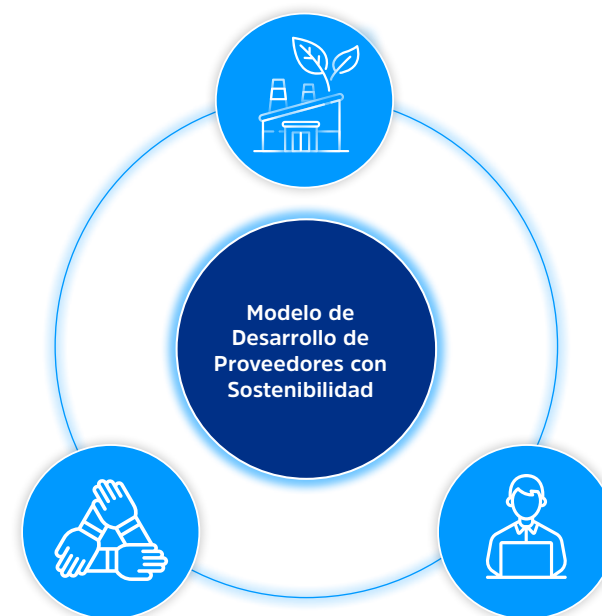 Modelo de
Desarrollo de
Proveedores con
Sostenibilidad